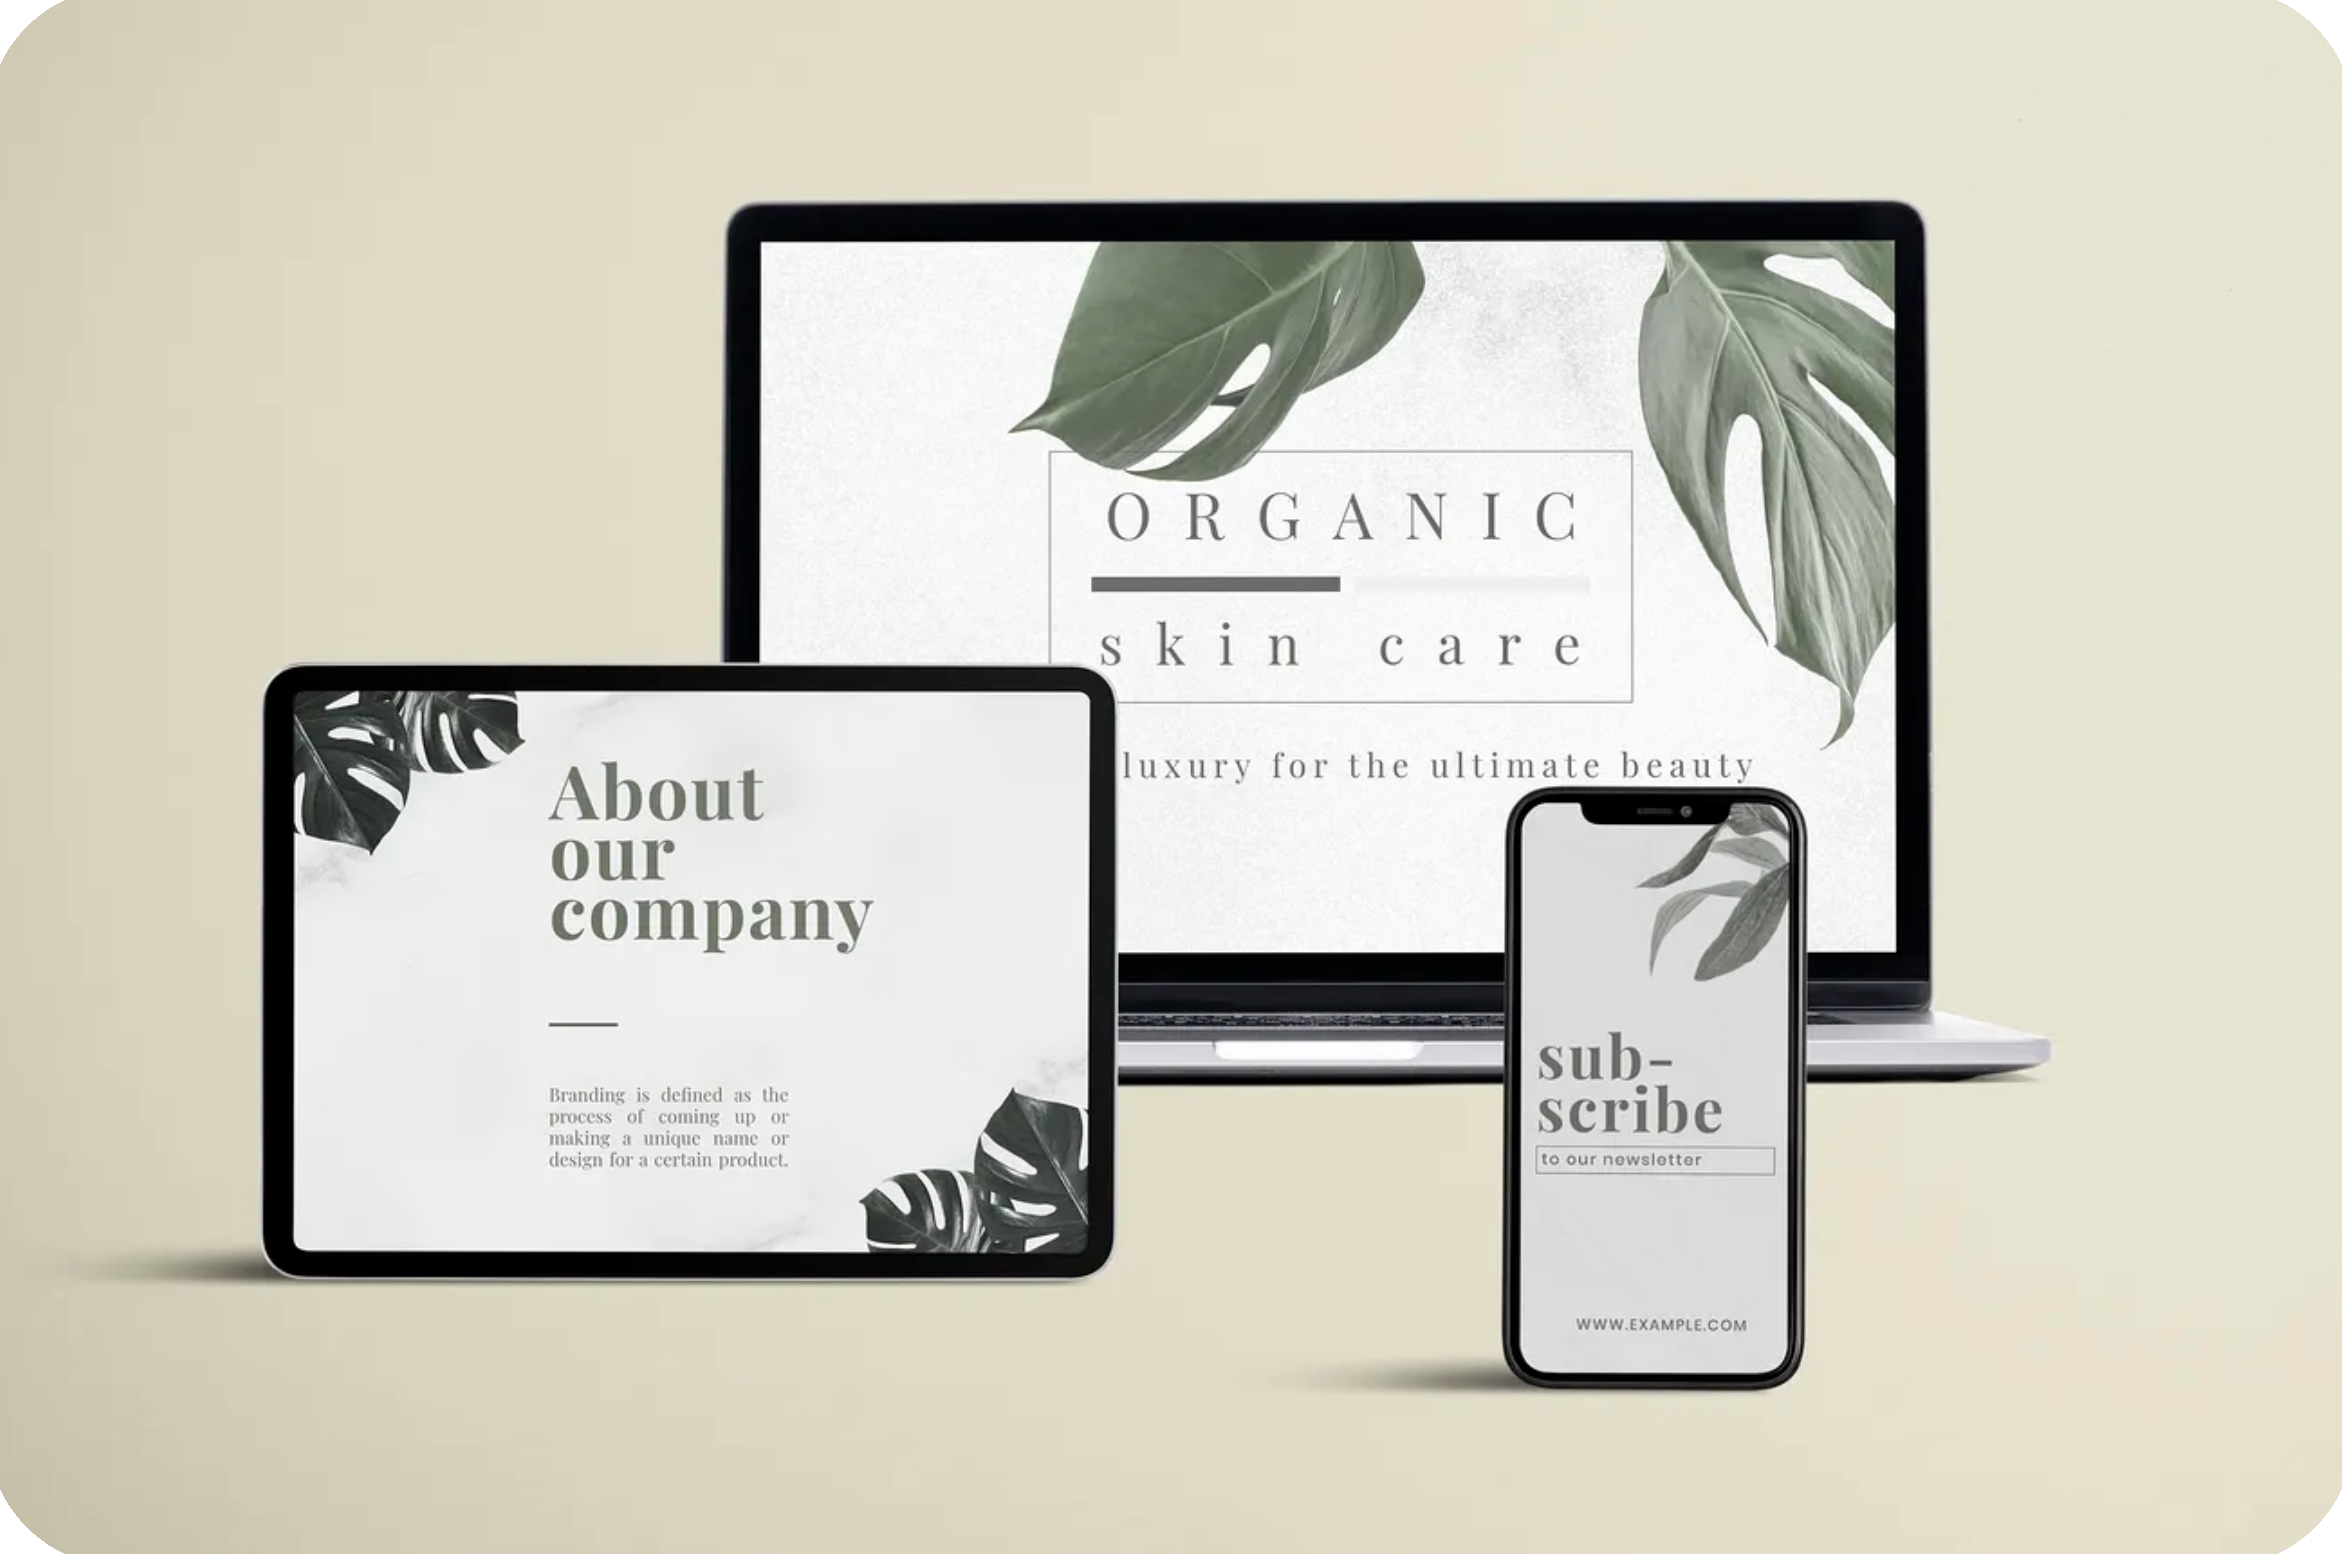 ORGANIC
skin care
luxury for the ultimate beauty
About
our
company
Branding is defined as the
process of coming up or
making a unique name or
design for a certain product.
sub-
scribe
to our newsletter
WWW.EXAMPLE.COM